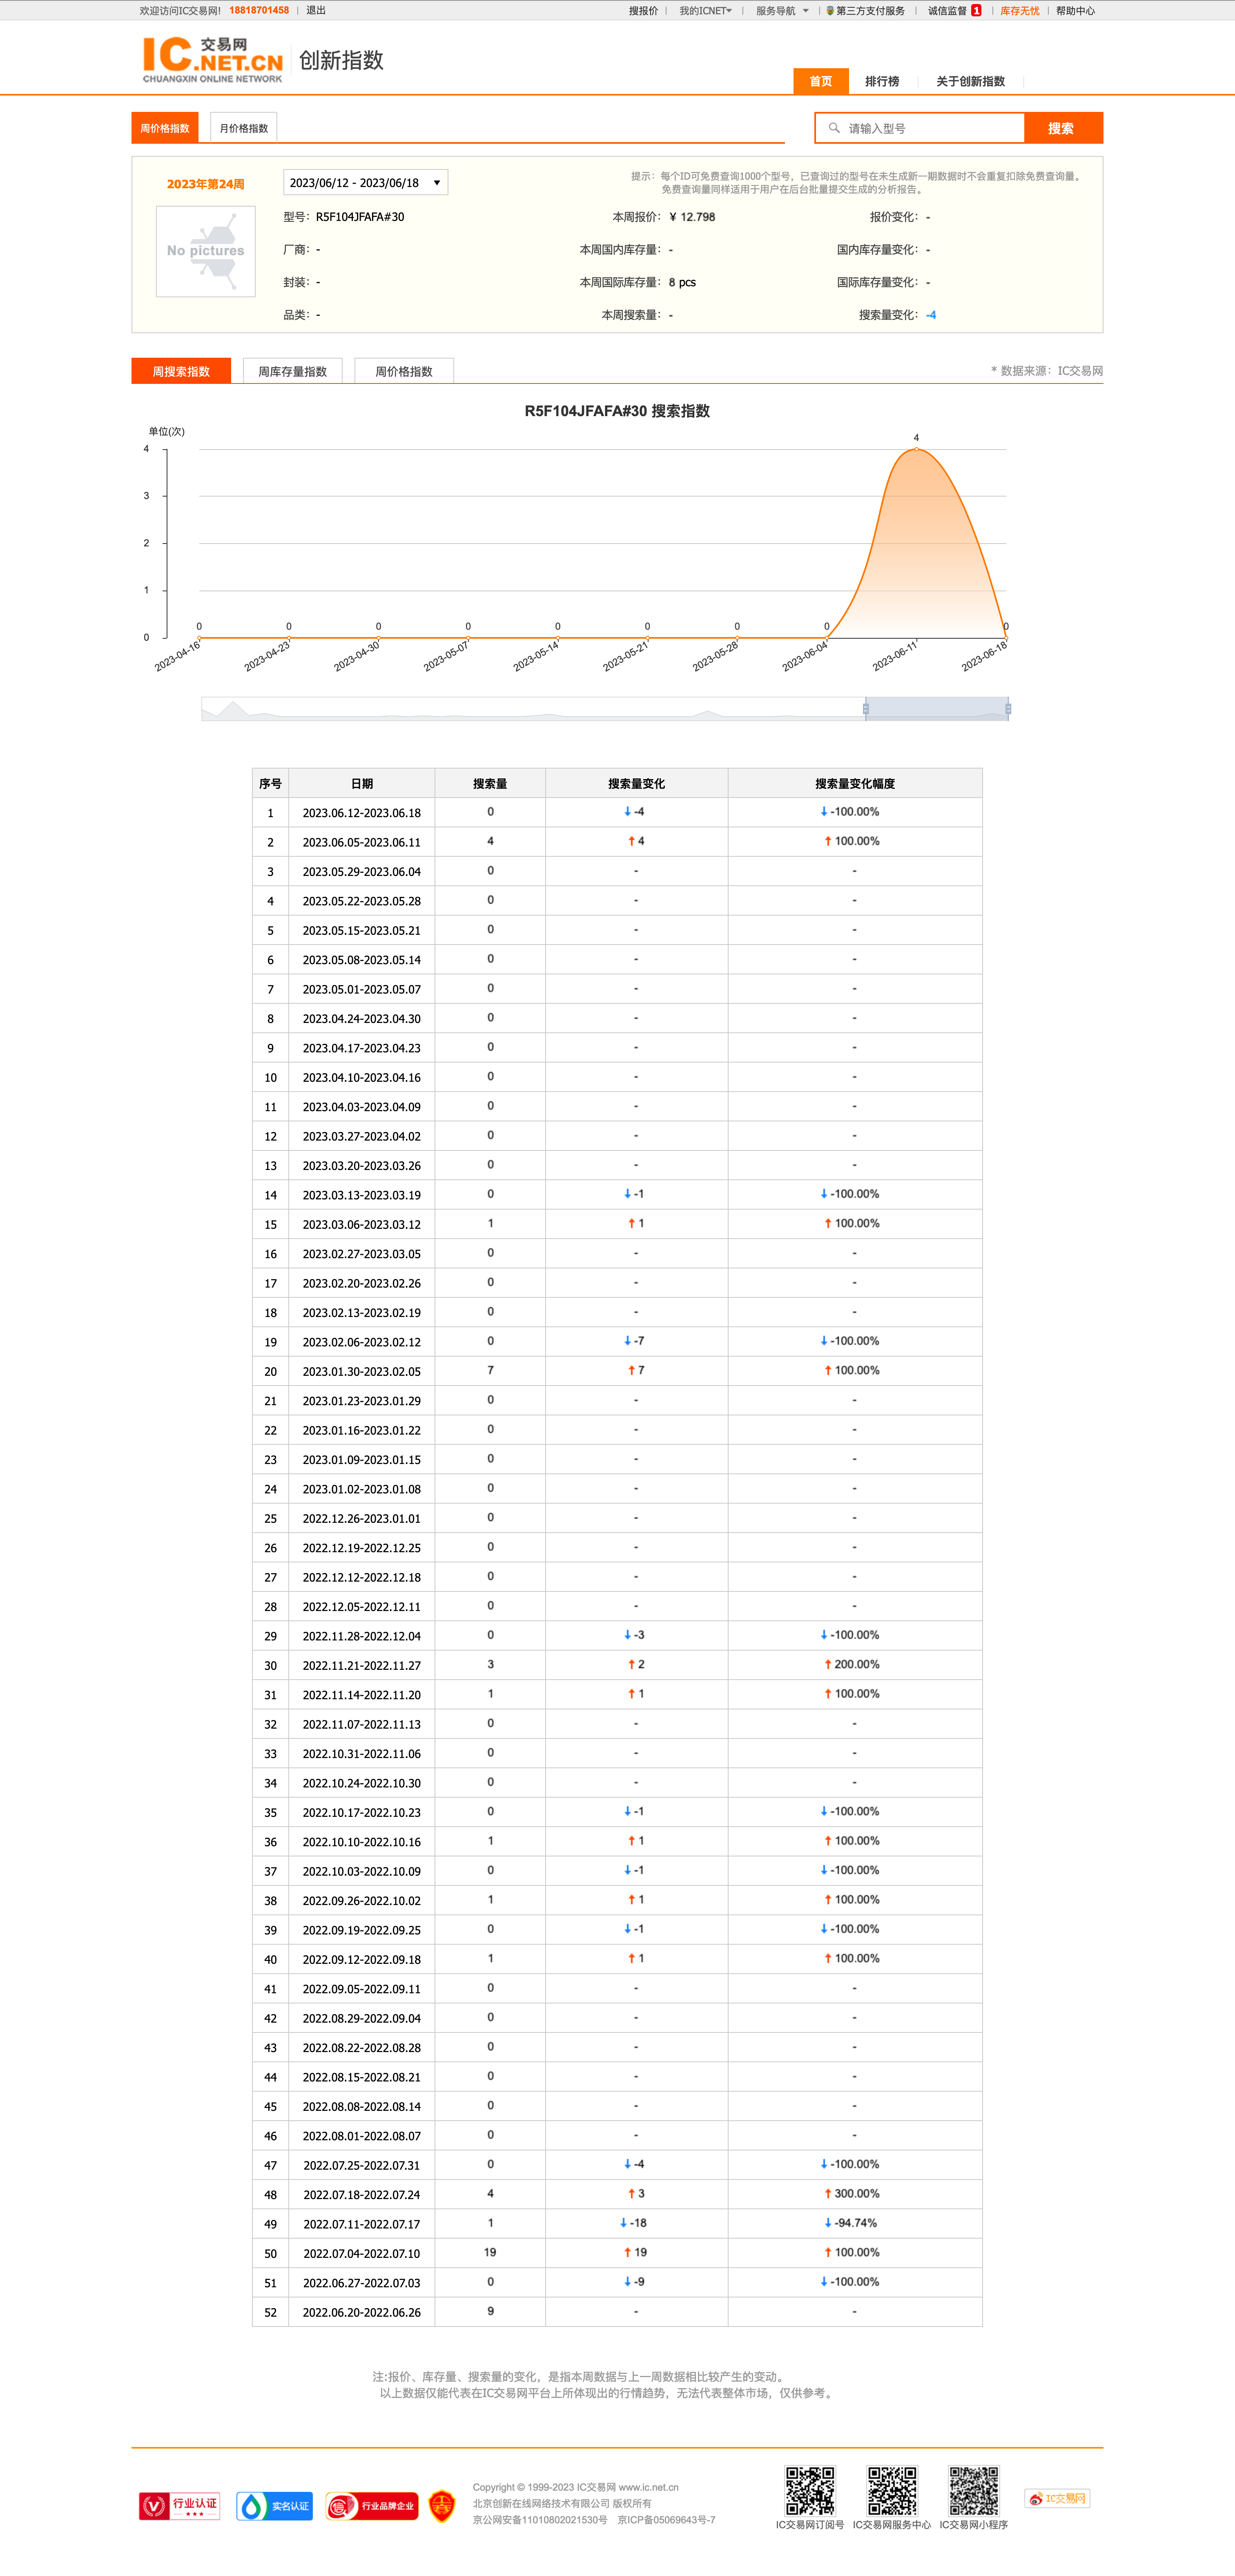 欢迎访问IC交易网! 18818701458 | 退出 搜报价 | 我的ICNET | 服务导航 | 第三方支付服务 | 诚信监督 1 | 库存无忧 | 帮助中心
IC交易网 .NET.CN
CHUANGXIN ONLINE NETWORK
创新指数
首页 排行榜 关于创新指数
周价格指数 月价格指数 请输入型号 搜索
2023年第24周 2023/06/12 - 2023/06/18
提示：每个ID可免费查询1000个型号，已查询过的型号在未生成新一期数据时不会重复扣除免费查询量。
免费查询量同样适用于用户在后台批量提交生成的分析报告。
No pictures
型号：R5F104JFAFA#30 本周报价：¥ 12.798 报价变化：-
厂商：- 本周国内库存量：- 国内库存量变化：-
封装：- 本周国际库存量：8 pcs 国际库存量变化：-
品类：- 本周搜索量：- 搜索量变化：-4
周搜索指数 周库存量指数 周价格指数 * 数据来源：IC交易网
R5F104JFAFA#30 搜索指数
单位(次)
4
4
3
2
1
0
0 0 0 0 0 0 0 0 0
2023-04-16 2023-04-23 2023-04-30 2023-05-07 2023-05-14 2023-05-21 2023-05-28 2023-06-04 2023-06-11 2023-06-18
序号 日期 搜索量 搜索量变化 搜索量变化幅度
1 2023.06.12-2023.06.18 0 ↓ -4 ↓ -100.00%
2 2023.06.05-2023.06.11 4 ↑ 4 ↑ 100.00%
3 2023.05.29-2023.06.04 0 - -
4 2023.05.22-2023.05.28 0 - -
5 2023.05.15-2023.05.21 0 - -
6 2023.05.08-2023.05.14 0 - -
7 2023.05.01-2023.05.07 0 - -
8 2023.04.24-2023.04.30 0 - -
9 2023.04.17-2023.04.23 0 - -
10 2023.04.10-2023.04.16 0 - -
11 2023.04.03-2023.04.09 0 - -
12 2023.03.27-2023.04.02 0 - -
13 2023.03.20-2023.03.26 0 - -
14 2023.03.13-2023.03.19 0 ↓ -1 ↓ -100.00%
15 2023.03.06-2023.03.12 1 ↑ 1 ↑ 100.00%
16 2023.02.27-2023.03.05 0 - -
17 2023.02.20-2023.02.26 0 - -
18 2023.02.13-2023.02.19 0 - -
19 2023.02.06-2023.02.12 0 ↓ -7 ↓ -100.00%
20 2023.01.30-2023.02.05 7 ↑ 7 ↑ 100.00%
21 2023.01.23-2023.01.29 0 - -
22 2023.01.16-2023.01.22 0 - -
23 2023.01.09-2023.01.15 0 - -
24 2023.01.02-2023.01.08 0 - -
25 2022.12.26-2023.01.01 0 - -
26 2022.12.19-2022.12.25 0 - -
27 2022.12.12-2022.12.18 0 - -
28 2022.12.05-2022.12.11 0 - -
29 2022.11.28-2022.12.04 0 ↓ -3 ↓ -100.00%
30 2022.11.21-2022.11.27 3 ↑ 2 ↑ 200.00%
31 2022.11.14-2022.11.20 1 ↑ 1 ↑ 100.00%
32 2022.11.07-2022.11.13 0 - -
33 2022.10.31-2022.11.06 0 - -
34 2022.10.24-2022.10.30 0 - -
35 2022.10.17-2022.10.23 0 ↓ -1 ↓ -100.00%
36 2022.10.10-2022.10.16 1 ↑ 1 ↑ 100.00%
37 2022.10.03-2022.10.09 0 ↓ -1 ↓ -100.00%
38 2022.09.26-2022.10.02 1 ↑ 1 ↑ 100.00%
39 2022.09.19-2022.09.25 0 ↓ -1 ↓ -100.00%
40 2022.09.12-2022.09.18 1 ↑ 1 ↑ 100.00%
41 2022.09.05-2022.09.11 0 - -
42 2022.08.29-2022.09.04 0 - -
43 2022.08.22-2022.08.28 0 - -
44 2022.08.15-2022.08.21 0 - -
45 2022.08.08-2022.08.14 0 - -
46 2022.08.01-2022.08.07 0 - -
47 2022.07.25-2022.07.31 0 ↓ -4 ↓ -100.00%
48 2022.07.18-2022.07.24 4 ↑ 3 ↑ 300.00%
49 2022.07.11-2022.07.17 1 ↓ -18 ↓ -94.74%
50 2022.07.04-2022.07.10 19 ↑ 19 ↑ 100.00%
51 2022.06.27-2022.07.03 0 ↓ -9 ↓ -100.00%
52 2022.06.20-2022.06.26 9 - -
注:报价、库存量、搜索量的变化，是指本周数据与上一周数据相比较产生的变动。
以上数据仅能代表在IC交易网平台上所体现出的行情趋势，无法代表整体市场，仅供参考。
行业认证 实名认证 行业品牌企业
Copyright © 1999-2023 IC交易网 www.ic.net.cn
北京创新在线网络技术有限公司 版权所有
京公网安备11010802021530号 京ICP备05069643号-7
IC交易网订阅号 IC交易网服务中心 IC交易网小程序
IC交易网